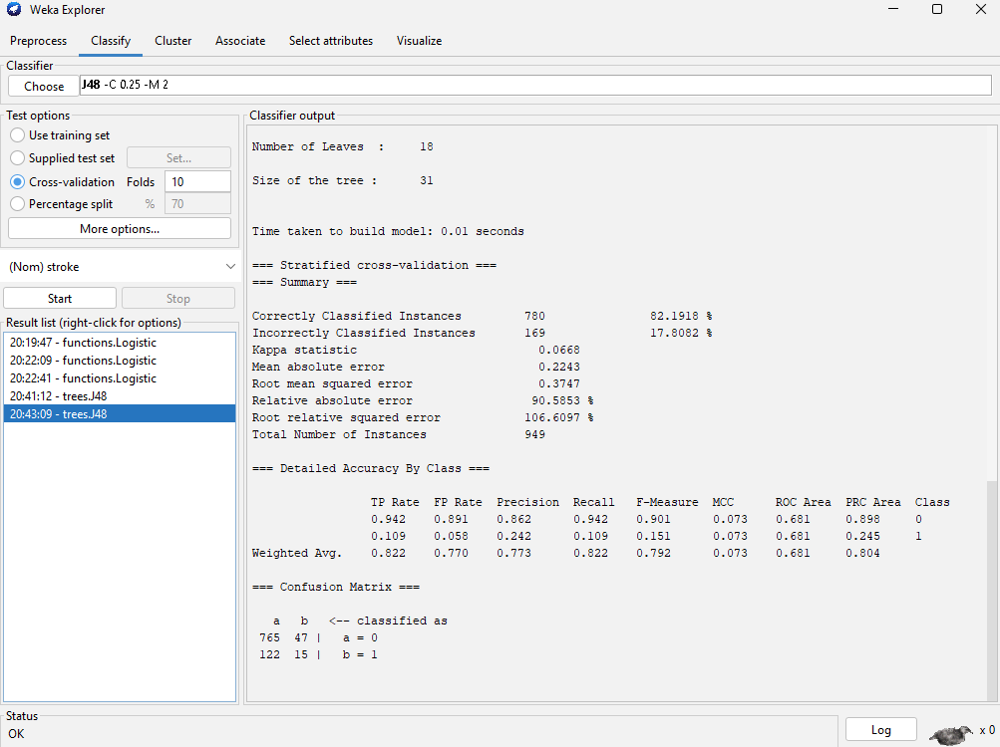 Weka Explorer
Preprocess Classify Cluster Associate Select attributes Visualize
Classifier
Choose J48 -C 0.25 -M 2
Test options
Use training set
Supplied test set Set...
Cross-validation Folds 10
Percentage split % 70
More options...
(Nom) stroke
Start Stop
Result list (right-click for options)
20:19:47 - functions.Logistic
20:22:09 - functions.Logistic
20:22:41 - functions.Logistic
20:41:12 - trees.J48
20:43:09 - trees.J48
Classifier output
Number of Leaves : 18
Size of the tree : 31
Time taken to build model: 0.01 seconds
=== Stratified cross-validation ===
=== Summary ===
Correctly Classified Instances 780 82.1918 %
Incorrectly Classified Instances 169 17.8082 %
Kappa statistic 0.0668
Mean absolute error 0.2243
Root mean squared error 0.3747
Relative absolute error 90.5853 %
Root relative squared error 106.6097 %
Total Number of Instances 949
=== Detailed Accuracy By Class ===
TP Rate FP Rate Precision Recall F-Measure MCC ROC Area PRC Area Class
0.942 0.891 0.862 0.942 0.901 0.073 0.681 0.898 0
0.109 0.058 0.242 0.109 0.151 0.073 0.681 0.245 1
Weighted Avg. 0.822 0.770 0.773 0.822 0.792 0.073 0.681 0.804
=== Confusion Matrix ===
a b <-- classified as
765 47 | a = 0
122 15 | b = 1
Status
OK
Log x 0